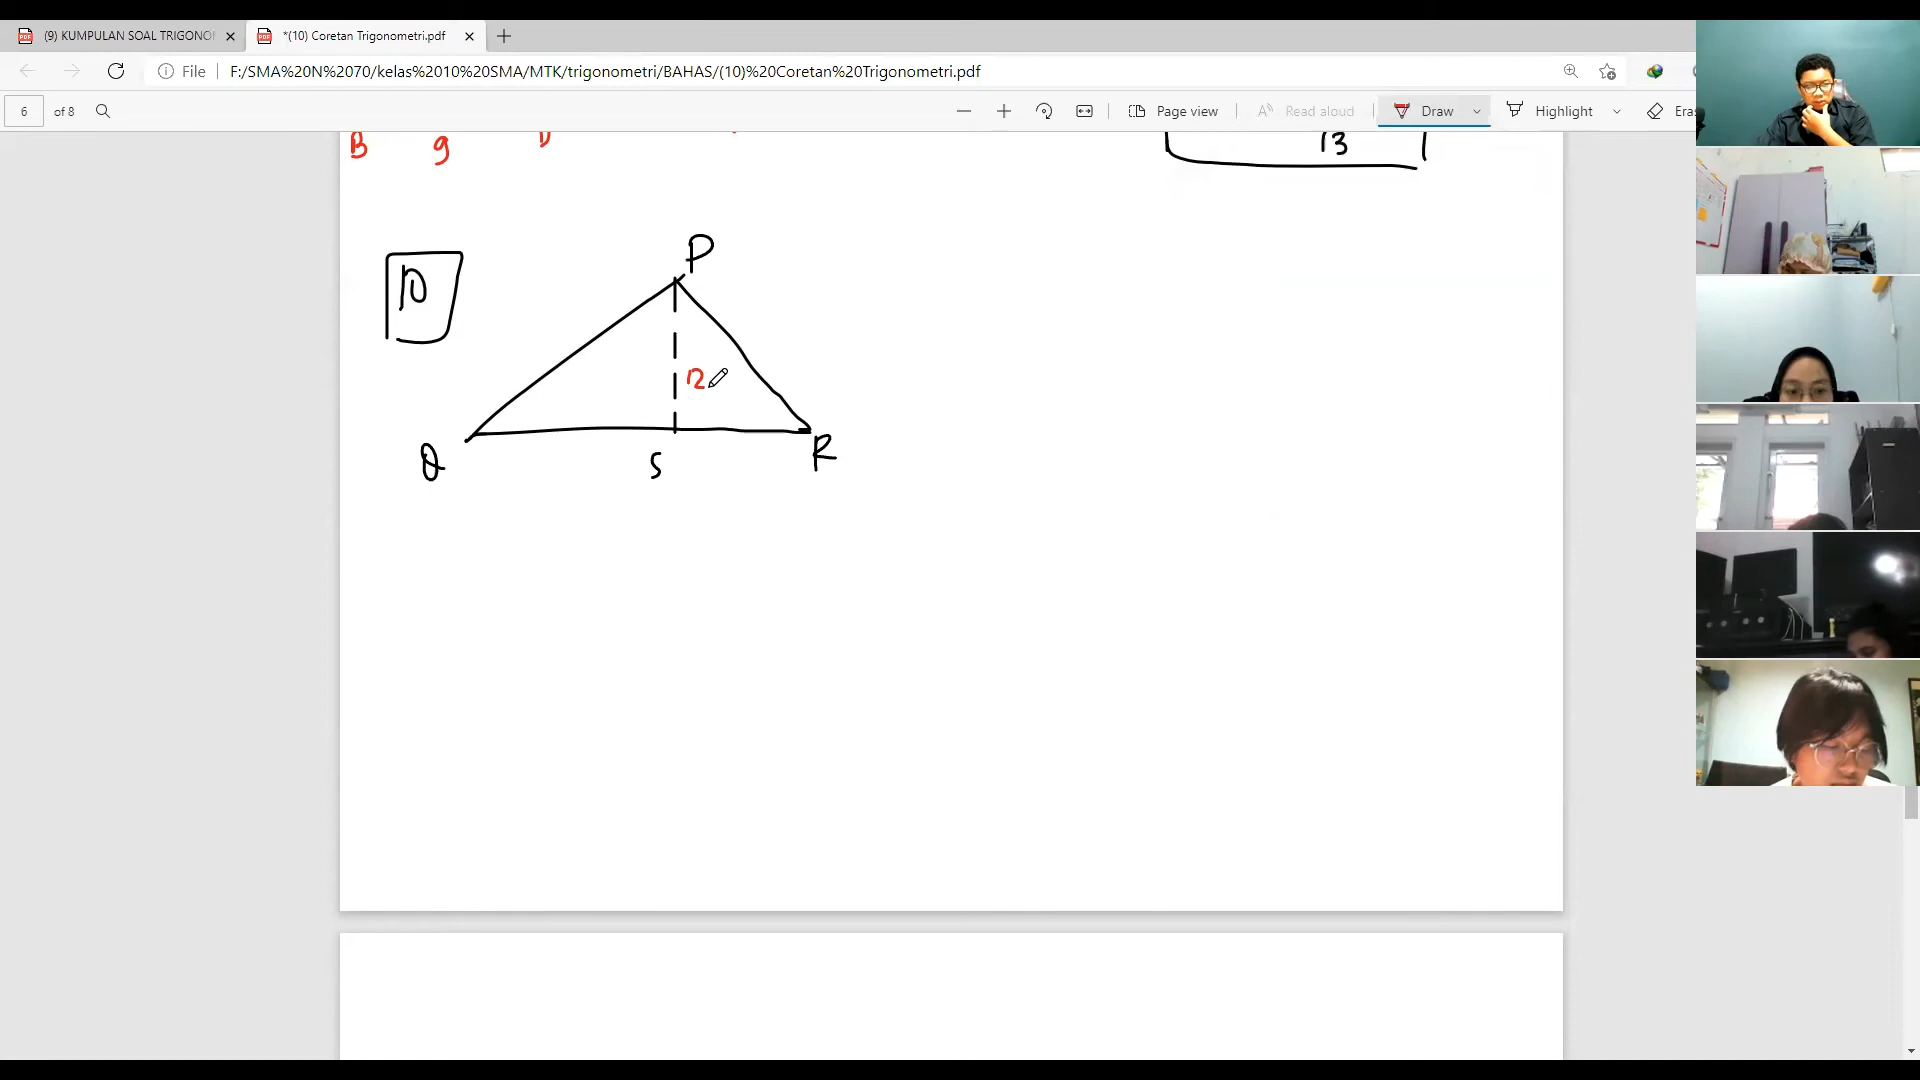 (9) KUMPULAN SOAL TRIGONO
*(10) Coretan Trigonometri.pdf
File
F:/SMA%20N%2070/kelas%2010%20SMA/MTK/trigonometri/BAHAS/(10)%20Coretan%20Trigonometri.pdf
6 of 8
Page view
Read aloud
Draw
Highlight
Eras
B 9 D
13
10
P
12
Q S R